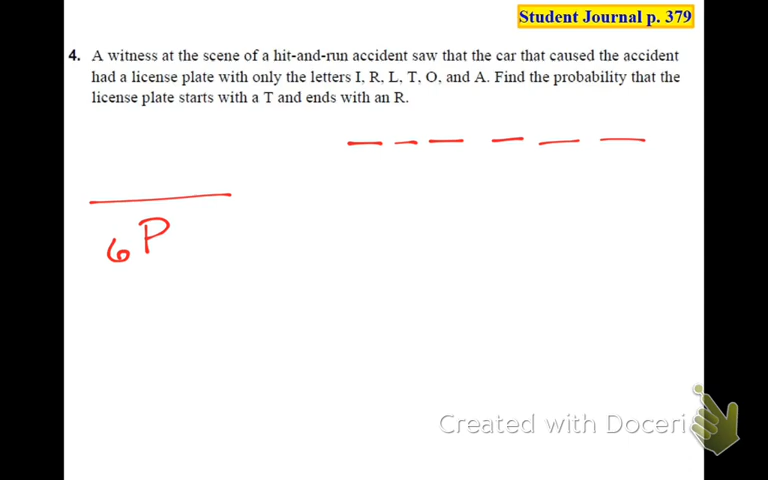 Student Journal p. 379
4. A witness at the scene of a hit-and-run accident saw that the car that caused the accident
had a license plate with only the letters I, R, L, T, O, and A. Find the probability that the
license plate starts with a T and ends with an R.
6P
Created with Doceri